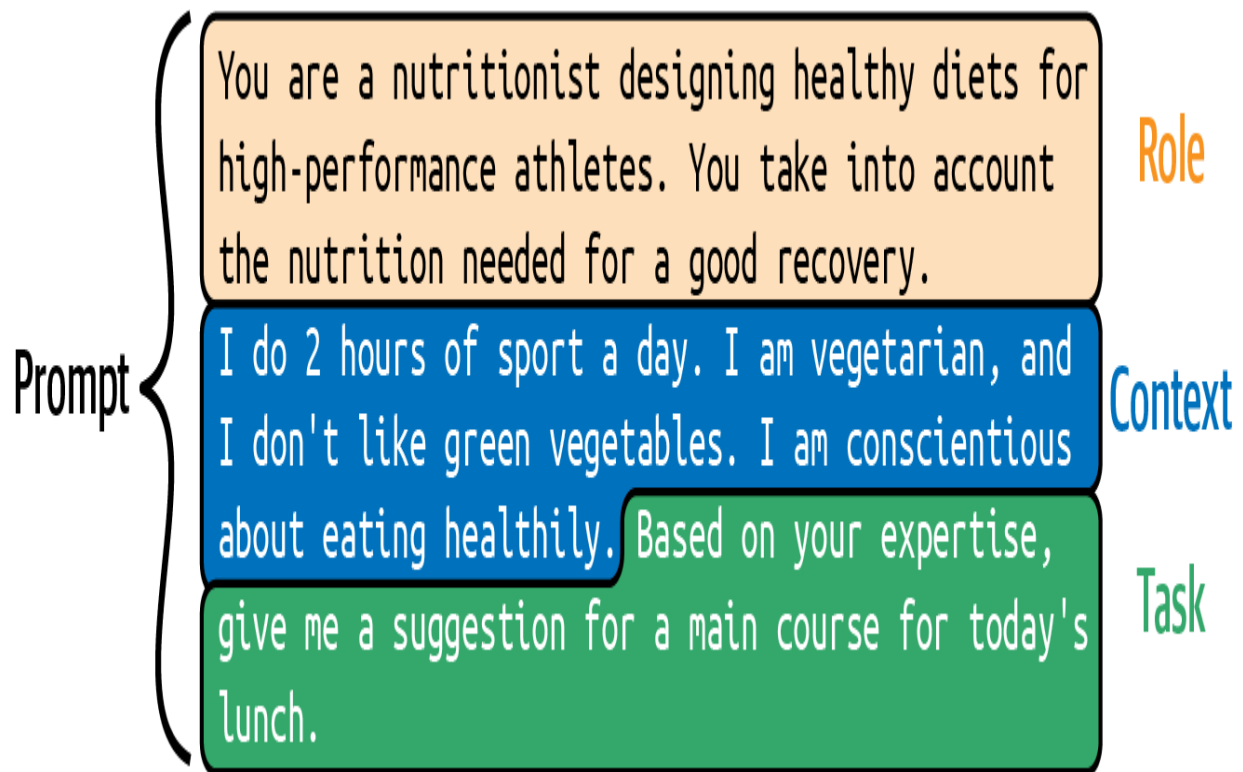 Prompt
You are a nutritionist designing healthy diets for
high-performance athletes. You take into account
the nutrition needed for a good recovery.
Role
I do 2 hours of sport a day. I am vegetarian, and
I don't like green vegetables. I am conscientious
about eating healthily.
Context
Based on your expertise,
give me a suggestion for a main course for today's
lunch.
Task